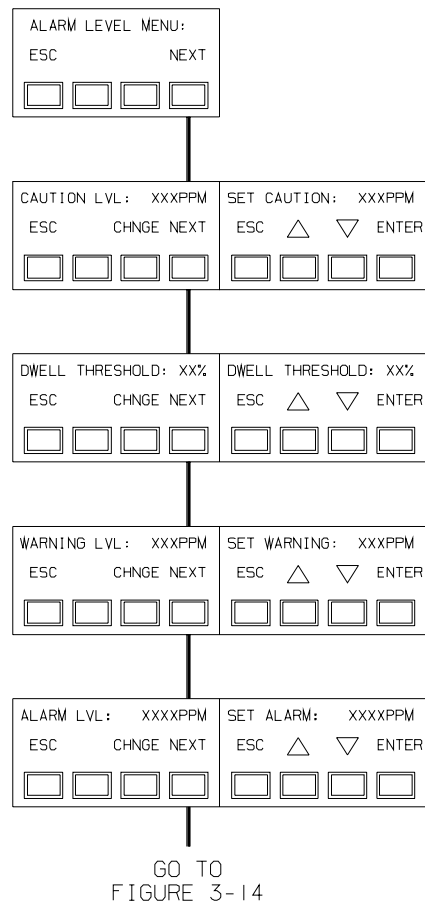 ALARM LEVEL MENU:
ESC NEXT
CAUTION LVL: XXXPPM
ESC CHNGE NEXT
SET CAUTION: XXXPPM
ESC ENTER
DWELL THRESHOLD: XX%
ESC CHNGE NEXT
DWELL THRESHOLD: XX%
ESC ENTER
WARNING LVL: XXXPPM
ESC CHNGE NEXT
SET WARNING: XXXPPM
ESC ENTER
ALARM LVL: XXXXPPM
ESC CHNGE NEXT
SET ALARM: XXXXPPM
ESC ENTER
GO TO
FIGURE 3-14